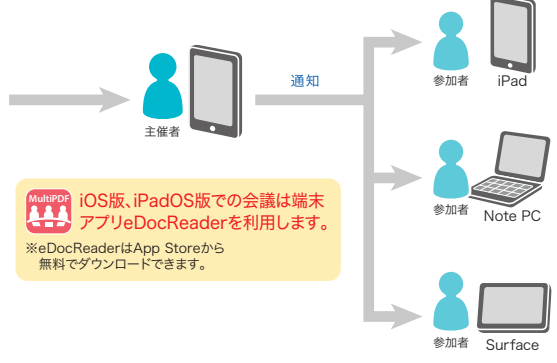 通知
主催者
参加者
iPad
参加者
Note PC
MultiPDF
iOS版、iPadOS版での会議は端末
アプリeDocReaderを利用します。
※eDocReaderはApp Storeから
無料でダウンロードできます。
参加者
Surface